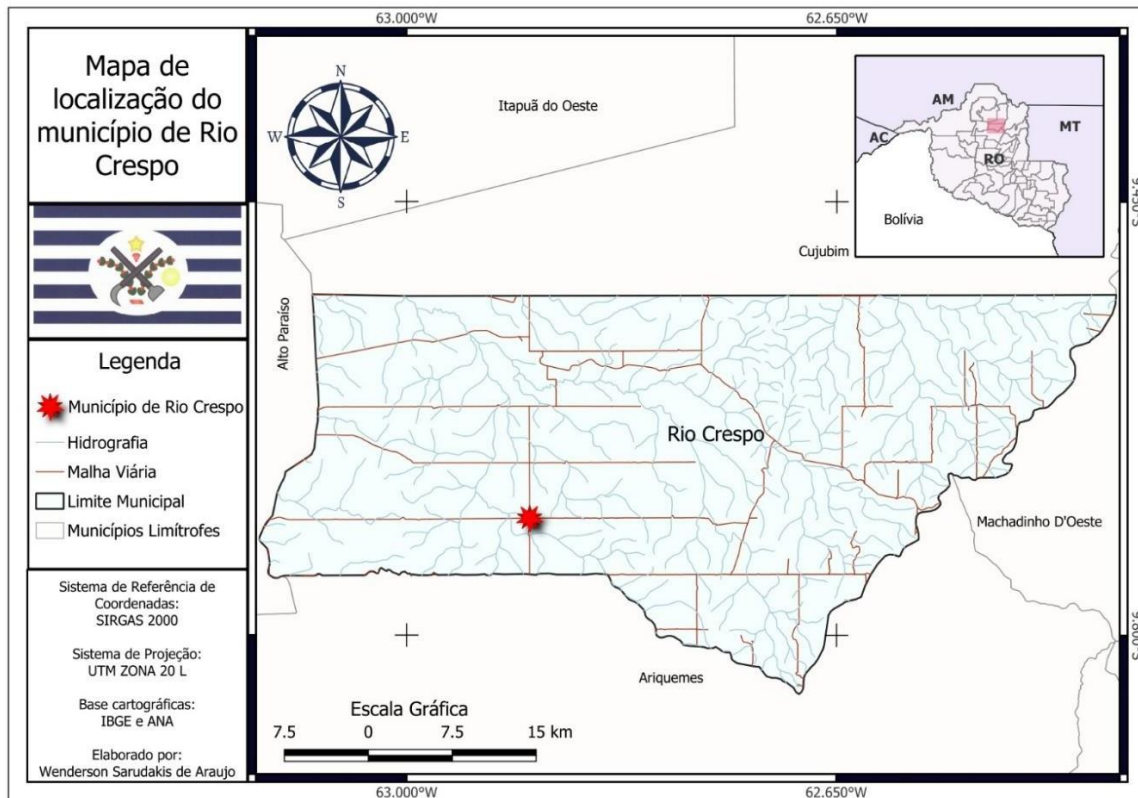 Mapa de
localização do
município de Rio
Crespo
Legenda
Município de Rio Crespo
Hidrografia
Malha Viária
Limite Municipal
Municípios Limítrofes
Sistema de Referência de
Coordenadas:
SIRGAS 2000
Sistema de Projeção:
UTM ZONA 20 L
Base cartográficas:
IBGE e ANA
Elaborado por:
Wenderson Sarudakis de Araujo
63.000°W
62.650°W
N
W
E
S
Itapuã do Oeste
AM
AC
MT
RO
Bolívia
Cujubim
9.450°S
Alto Paraíso
Rio Crespo
Machadinho D'Oeste
9.800°S
Ariquemes
Escala Gráfica
7.5 0 7.5 15 km
63.000°W
62.650°W